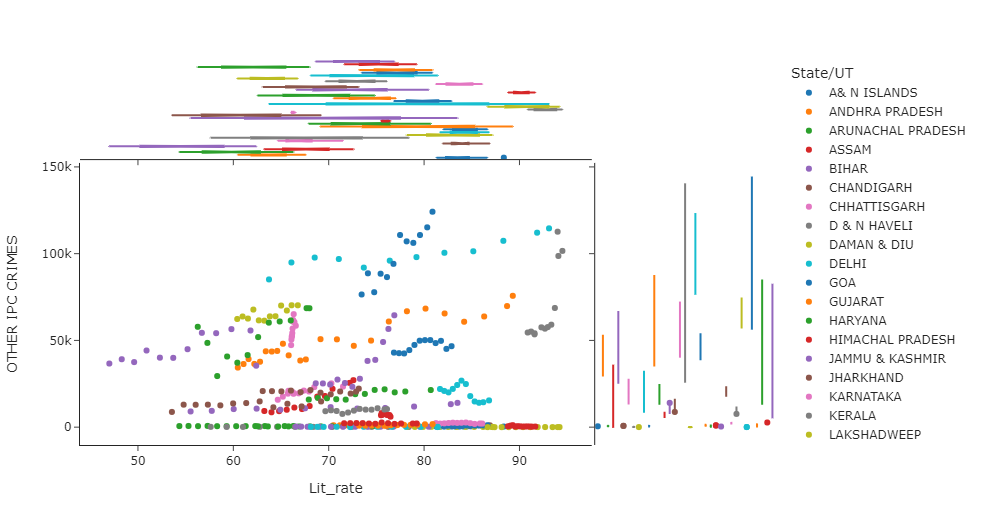 State/UT
A& N ISLANDS
ANDHRA PRADESH
ARUNACHAL PRADESH
ASSAM
BIHAR
CHANDIGARH
CHHATTISGARH
D & N HAVELI
DAMAN & DIU
DELHI
GOA
GUJARAT
HARYANA
HIMACHAL PRADESH
JAMMU & KASHMIR
JHARKHAND
KARNATAKA
KERALA
LAKSHADWEEP
OTHER IPC CRIMES
150k
100k
50k
0
50
60
70
80
90
Lit_rate